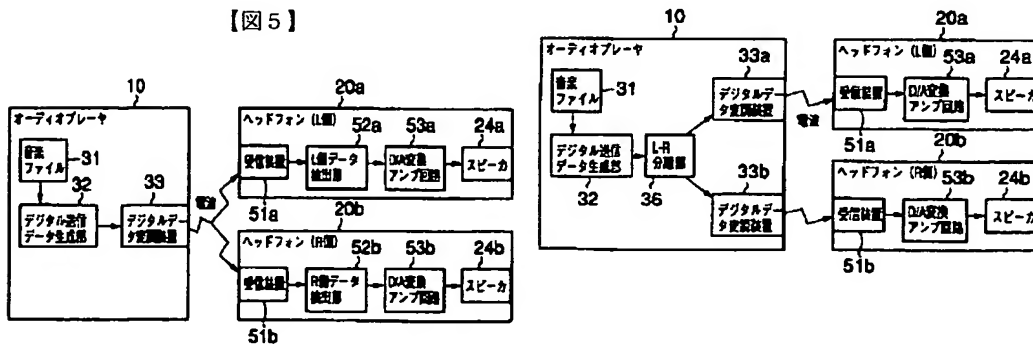 【図5】
10
オーディオプレーヤ
音楽
ファイル
31
32
33
デジタル送信
データ生成部
デジタルデー
タ変調装置
電波
20a
ヘッドフォン(L側)
52a
53a
24a
受信装置
L側データ
検出部
D/A変換
アンプ回路
スピーカ
51a
20b
ヘッドフォン(R側)
52b
53b
24b
受信装置
R側データ
検出部
D/A変換
アンプ回路
スピーカ
51b
10
オーディオプレーヤ
33a
音楽
ファイル
31
デジタルデー
タ変調装置
電波
デジタル送信
データ生成部
L-R
分離部
32
36
33b
デジタルデー
タ変調装置
20a
ヘッドフォン(L側)
53a
24a
受信装置
D/A変換
アンプ回路
スピーカ
51a
20b
ヘッドフォン(R側)
53b
24b
受信装置
D/A変換
アンプ回路
スピーカ
51b